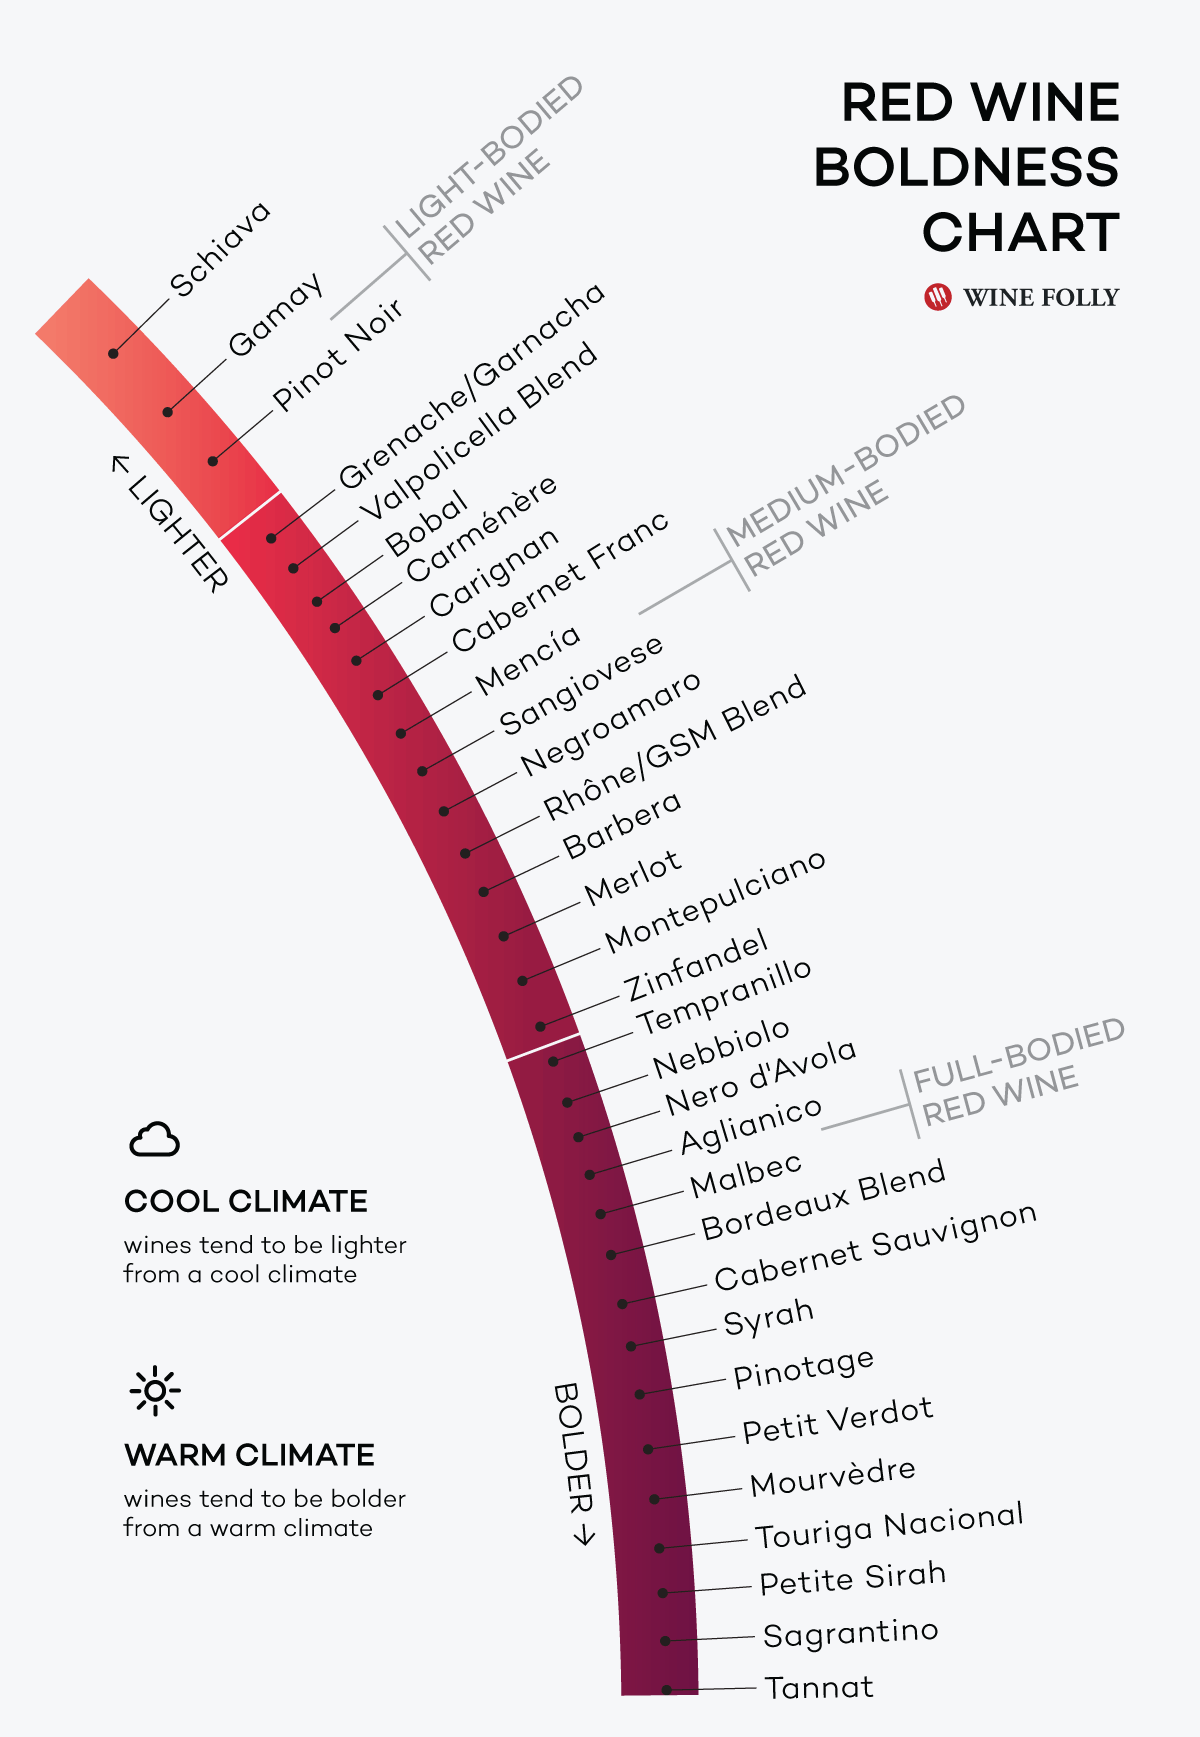 RED WINE
BOLDNESS
CHART
WINE FOLLY
LIGHT-BODIED
RED WINE
Schiava
Gamay
Pinot Noir
← LIGHTER
Grenache/Garnacha
Valpolicella Blend
Bobal
Carménère
Carignan
Cabernet Franc
MEDIUM-BODIED
RED WINE
Mencía
Sangiovese
Negroamaro
Rhône/GSM Blend
Barbera
Merlot
Montepulciano
Zinfandel
Tempranillo
Nebbiolo
Nero d'Avola
Aglianico
FULL-BODIED
RED WINE
Malbec
Bordeaux Blend
Cabernet Sauvignon
Syrah
Pinotage
Petit Verdot
Mourvèdre
Touriga Nacional
Petite Sirah
Sagrantino
Tannat
BOLDER →
COOL CLIMATE
wines tend to be lighter
from a cool climate
WARM CLIMATE
wines tend to be bolder
from a warm climate